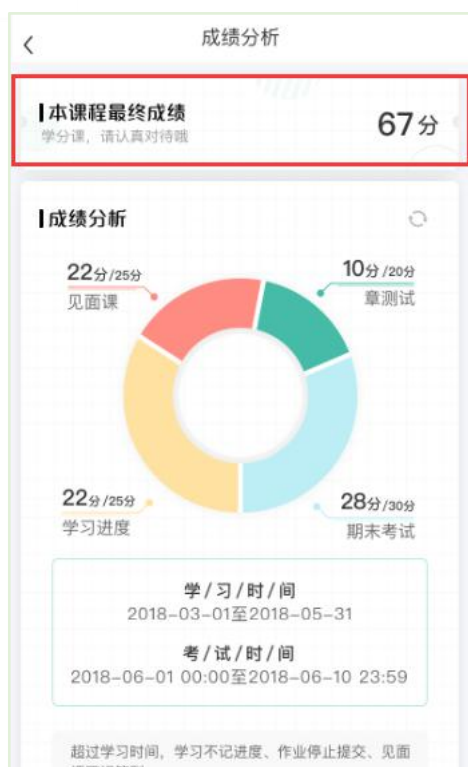 成绩分析
本课程最终成绩
67分
学分课，请认真对待哦
成绩分析
22分/25分
见面课
10分/20分
章测试
22分/25分
学习进度
28分/30分
期末考试
学/习/时/间
2018-03-01至2018-05-31
考/试/时/间
2018-06-01 00:00至2018-06-10 23:59
超过学习时间，学习不记进度、作业停止提交、见面